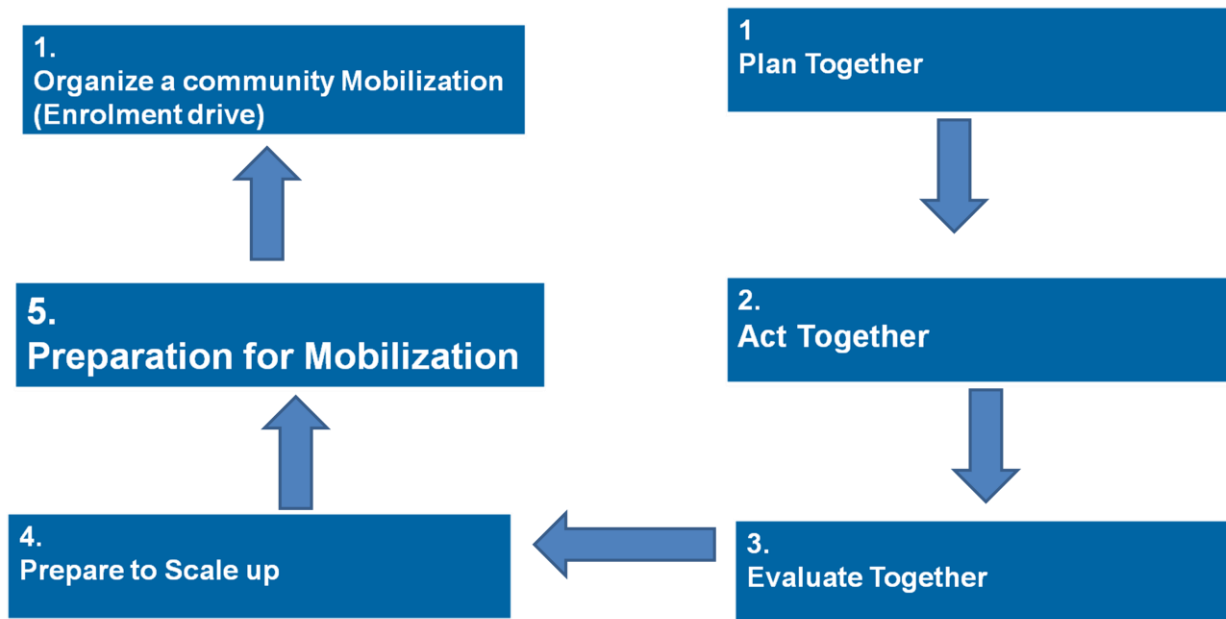 1.
Organize a community Mobilization
(Enrolment drive)
1
Plan Together
5.
Preparation for Mobilization
2.
Act Together
4.
Prepare to Scale up
3.
Evaluate Together